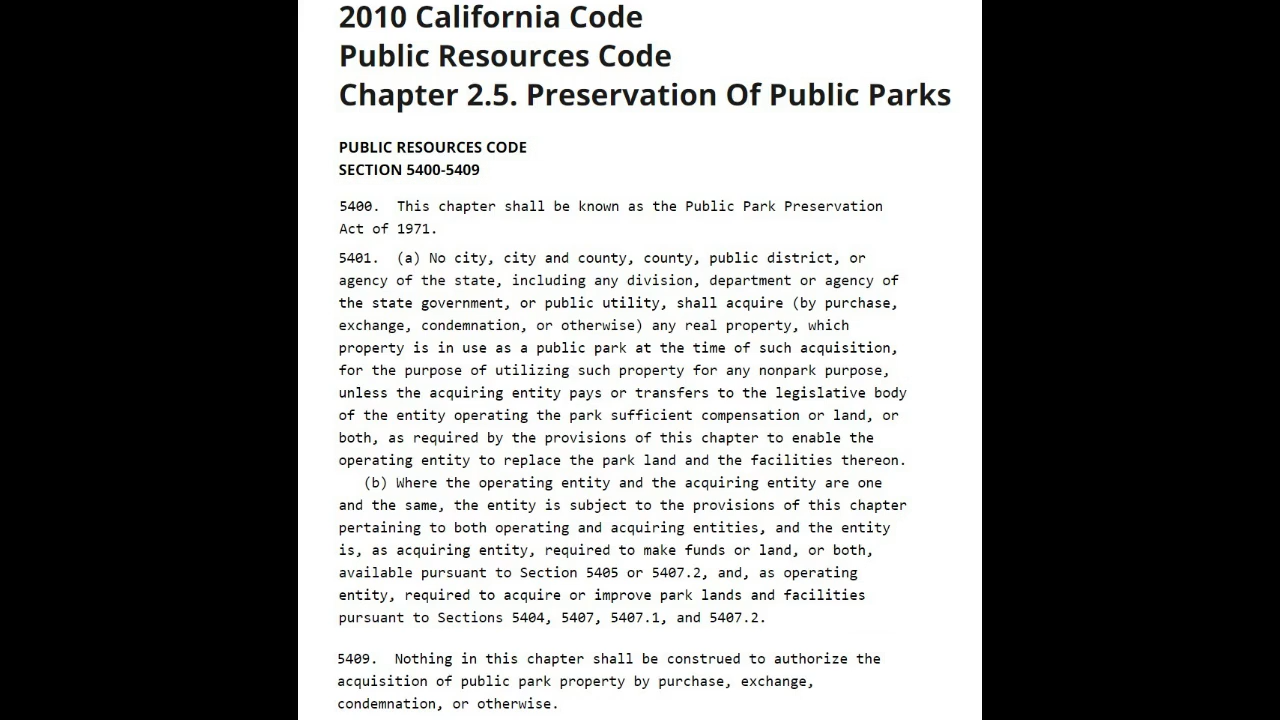 2010 California Code
Public Resources Code
Chapter 2.5. Preservation Of Public Parks
PUBLIC RESOURCES CODE
SECTION 5400-5409
5400.  This chapter shall be known as the Public Park Preservation
Act of 1971.
5401.  (a) No city, city and county, county, public district, or
agency of the state, including any division, department or agency of
the state government, or public utility, shall acquire (by purchase,
exchange, condemnation, or otherwise) any real property, which
property is in use as a public park at the time of such acquisition,
for the purpose of utilizing such property for any nonpark purpose,
unless the acquiring entity pays or transfers to the legislative body
of the entity operating the park sufficient compensation or land, or
both, as required by the provisions of this chapter to enable the
operating entity to replace the park land and the facilities thereon.
(b) Where the operating entity and the acquiring entity are one
and the same, the entity is subject to the provisions of this chapter
pertaining to both operating and acquiring entities, and the entity
is, as acquiring entity, required to make funds or land, or both,
available pursuant to Section 5405 or 5407.2, and, as operating
entity, required to acquire or improve park lands and facilities
pursuant to Sections 5404, 5407, 5407.1, and 5407.2.
5409.  Nothing in this chapter shall be construed to authorize the
acquisition of public park property by purchase, exchange,
condemnation, or otherwise.